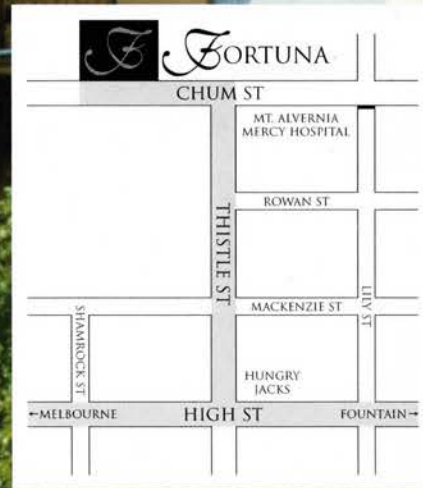 F FORTUNA
CHUM ST
MT. ALVERNIA
MERCY HOSPITAL
ROWAN ST
THISTLE ST
MACKENZIE ST
LILY ST
SHAMROCK ST
HUNGRY
JACKS
←MELBOURNE HIGH ST FOUNTAIN→